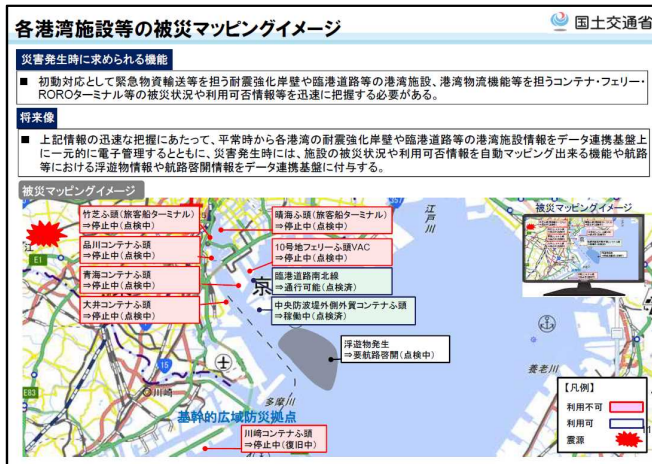 各港湾施設等の被災マッピングイメージ
国土交通省
災害発生時に求められる機能
■ 初動対応として緊急物資輸送等を担う耐震強化岸壁や臨港道路等の港湾施設、港湾物流機能等を担うコンテナ・フェリー・
ROROターミナル等の被災状況や利用可否情報等を迅速に把握する必要がある。
将来像
■ 上記情報の迅速な把握にあたって、平常時から各港湾の耐震強化岸壁や臨港道路等の港湾施設情報をデータ連携基盤上
に一元的に電子管理するとともに、災害発生時には、施設の被災状況や利用可否情報を自動マッピング出来る機能や航路
等における浮遊物情報や航路啓開情報をデータ連携基盤に付与する。
被災マッピングイメージ
竹芝ふ頭(旅客船ターミナル)
⇒停止中(点検中)
晴海ふ頭(旅客船ターミナル)
⇒停止中(点検中)
品川コンテナふ頭
⇒停止中(点検中)
10号地フェリーふ頭VAC
⇒停止中(点検中)
青海コンテナふ頭
⇒停止中(点検中)
臨港道路南北線
⇒通行可能(点検済)
大井コンテナふ頭
⇒停止中(点検中)
中央防波堤外側外貿コンテナふ頭
⇒稼働中(点検済)
浮遊物発生
⇒要航路啓開(点検中)
川崎コンテナふ頭
⇒停止中(復旧中)
基幹的広域防災拠点
京
江戸川
357
E1
15
E83
川崎
多摩川
養老川
被災マッピングイメージ
【凡例】
利用不可
利用可
震源